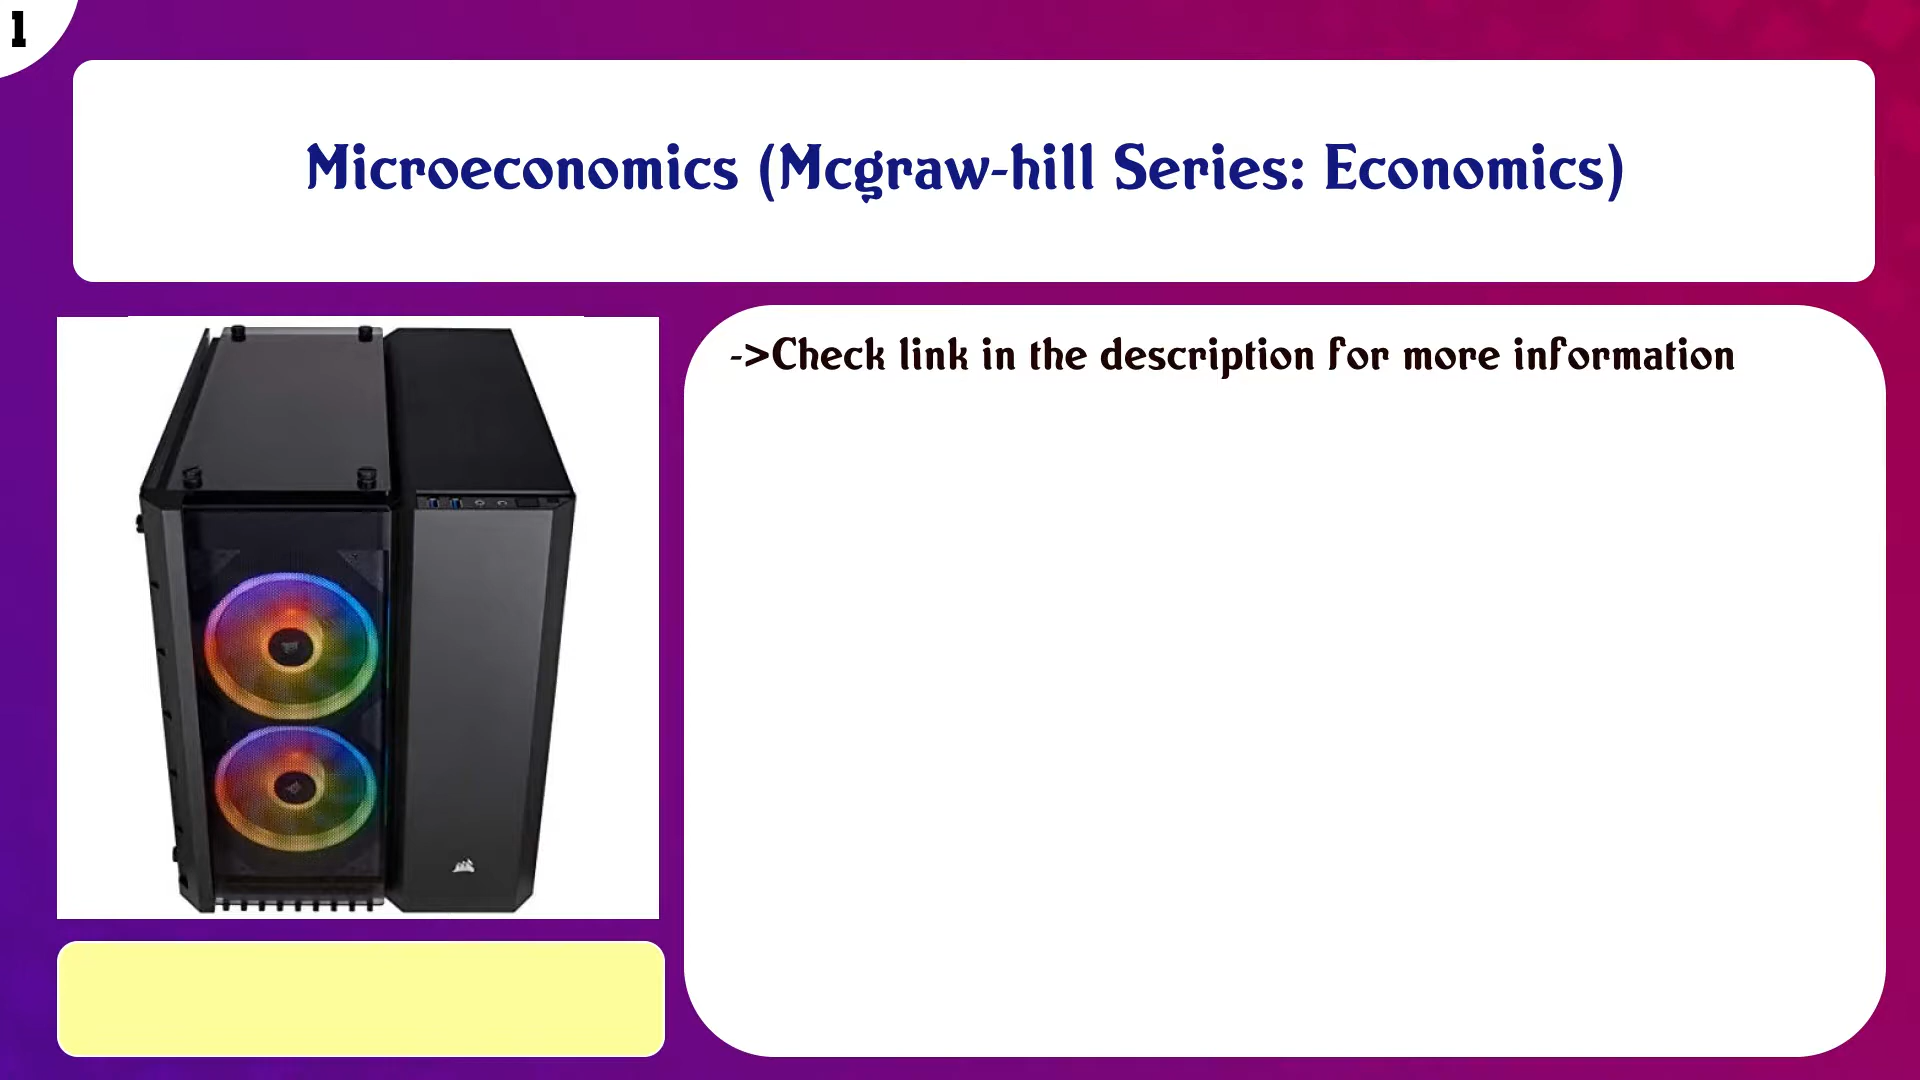 1
Microeconomics (Mcgraw-hill Series: Economics)
->Check link in the description for more information